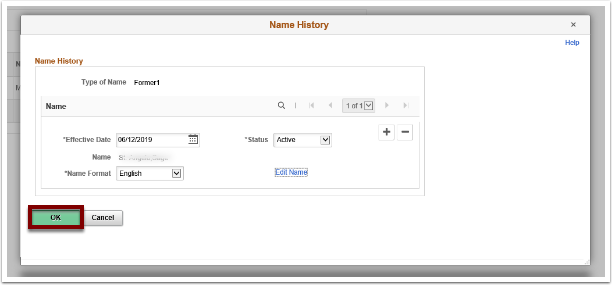 Name History
×
Help
Name History
Type of Name Former1
Name
1 of 1
*Effective Date 06/12/2019 *Status Active
Name
*Name Format English Edit Name
OK Cancel